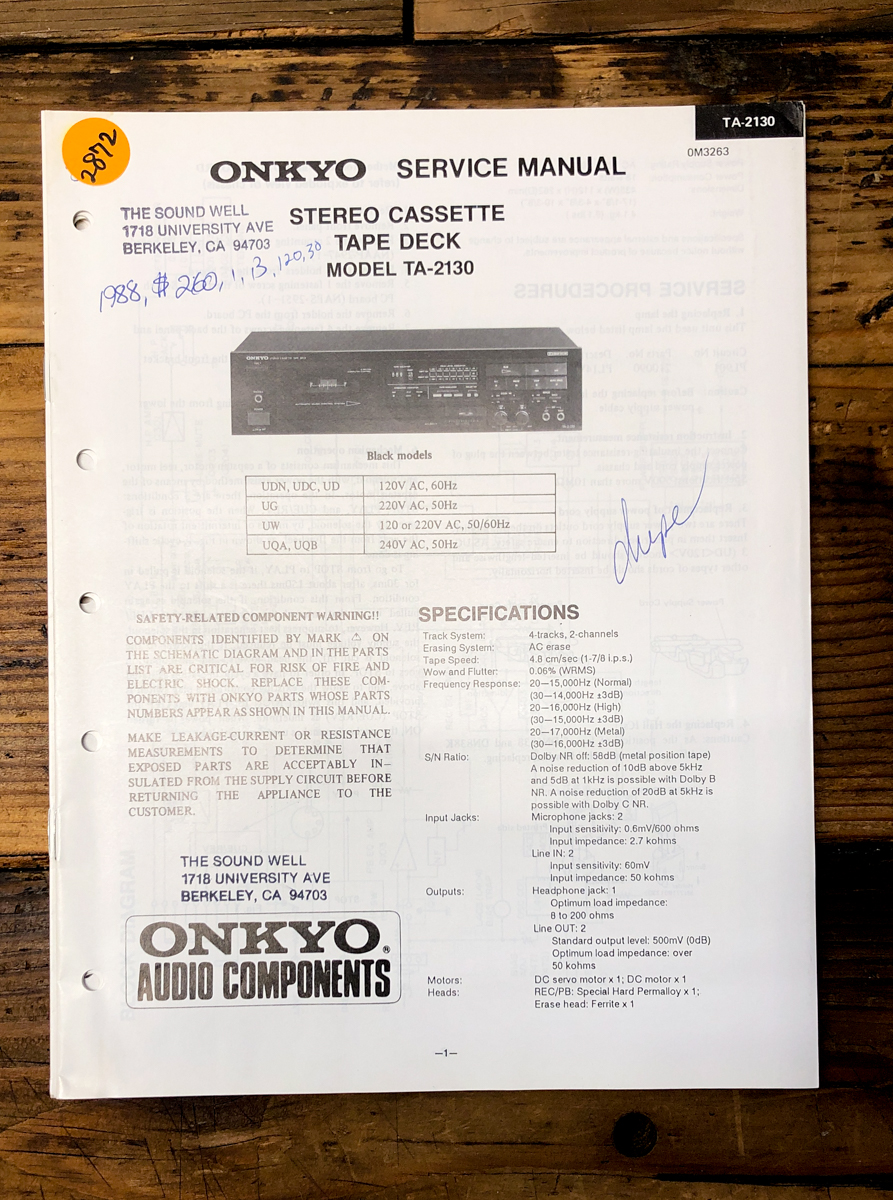 TA-2130
0M3263
2872
ONKYO SERVICE MANUAL
THE SOUND WELL
1718 UNIVERSITY AVE
BERKELEY, CA 94703
1988, $260, 1, B, 120, 30
STEREO CASSETTE
TAPE DECK
MODEL TA-2130
ONKYO
Black models
UDN, UDC, UD 120V AC, 60Hz
UG 220V AC, 50Hz
UW 120 or 220V AC, 50/60Hz
UQA, UQB 240V AC, 50Hz
dupe
SAFETY-RELATED COMPONENT WARNING!!
COMPONENTS IDENTIFIED BY MARK ⚠ ON
THE SCHEMATIC DIAGRAM AND IN THE PARTS
LIST ARE CRITICAL FOR RISK OF FIRE AND
ELECTRIC SHOCK. REPLACE THESE COM-
PONENTS WITH ONKYO PARTS WHOSE PARTS
NUMBERS APPEAR AS SHOWN IN THIS MANUAL.
MAKE LEAKAGE-CURRENT OR RESISTANCE
MEASUREMENTS TO DETERMINE THAT
EXPOSED PARTS ARE ACCEPTABLY IN-
SULATED FROM THE SUPPLY CIRCUIT BEFORE
RETURNING THE APPLIANCE TO THE
CUSTOMER.
THE SOUND WELL
1718 UNIVERSITY AVE
BERKELEY, CA 94703
ONKYO®
AUDIO COMPONENTS
SPECIFICATIONS
Track System: 4-tracks, 2-channels
Erasing System: AC erase
Tape Speed: 4.8 cm/sec (1-7/8 i.p.s.)
Wow and Flutter: 0.06% (WRMS)
Frequency Response: 20—15,000Hz (Normal)
(30—14,000Hz ±3dB)
20—16,000Hz (High)
(30—15,000Hz ±3dB)
20—17,000Hz (Metal)
(30—16,000Hz ±3dB)
S/N Ratio: Dolby NR off: 58dB (metal position tape)
A noise reduction of 10dB above 5kHz
and 5dB at 1kHz is possible with Dolby B
NR. A noise reduction of 20dB at 5kHz is
possible with Dolby C NR.
Input Jacks: Microphone jacks: 2
Input sensitivity: 0.6mV/600 ohms
Input impedance: 2.7 kohms
Line IN: 2
Input sensitivity: 60mV
Input impedance: 50 kohms
Outputs: Headphone jack: 1
Optimum load impedance:
8 to 200 ohms
Line OUT: 2
Standard output level: 500mV (0dB)
Optimum load impedance: over
50 kohms
Motors: DC servo motor x 1; DC motor x 1
Heads: REC/PB: Special Hard Permalloy x 1;
Erase head: Ferrite x 1
—1—